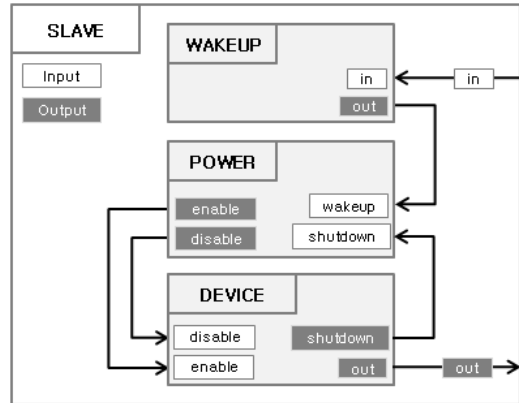 SLAVE
Input
Output
WAKEUP
in
in
out
POWER
enable
wakeup
disable
shutdown
DEVICE
disable
shutdown
enable
out
out